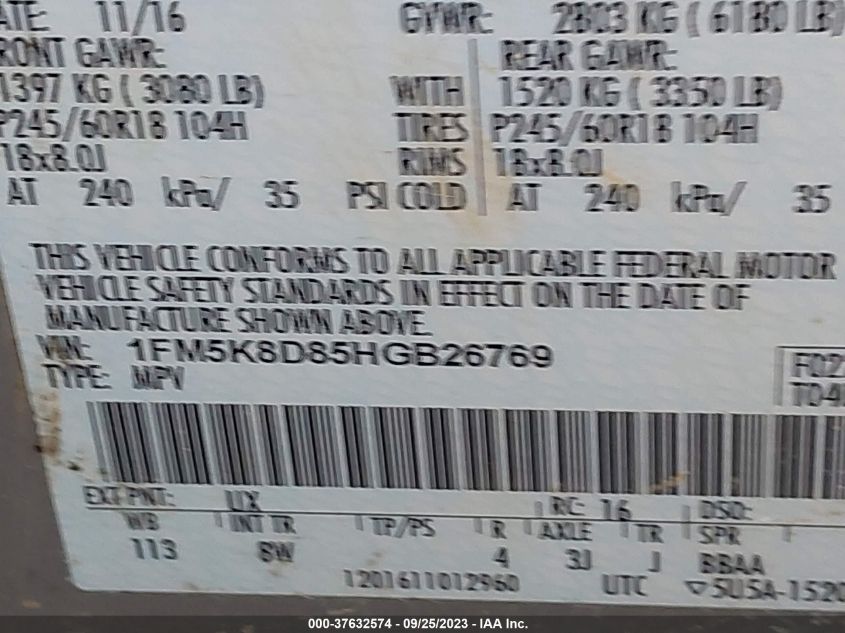 ATE: 11/16 GVWR: 2803 KG ( 6180 LB)
RONT GAWR: REAR GAWR:
1397 KG ( 3080 LB) WITH 1520 KG ( 3350 LB)
P245/60R18 104H TIRES P245/60R18 104H
18x8.0J RIMS 18x8.0J
AT 240 kPa/ 35 PSI COLD AT 240 kPa/ 35
THIS VEHICLE CONFORMS TO ALL APPLICABLE FEDERAL MOTOR
VEHICLE SAFETY STANDARDS IN EFFECT ON THE DATE OF
MANUFACTURE SHOWN ABOVE.
VIN: 1FM5K8D85HGB26769
TYPE: MPV
EXT PNT: UX RC: 16 DSO:
WB INT TR TP/PS R AXLE TR SPR
113 8W 4 3J J BBAA
1201611012960 UTC ▽5U5A-1520
000-37632574 - 09/25/2023 - IAA Inc.